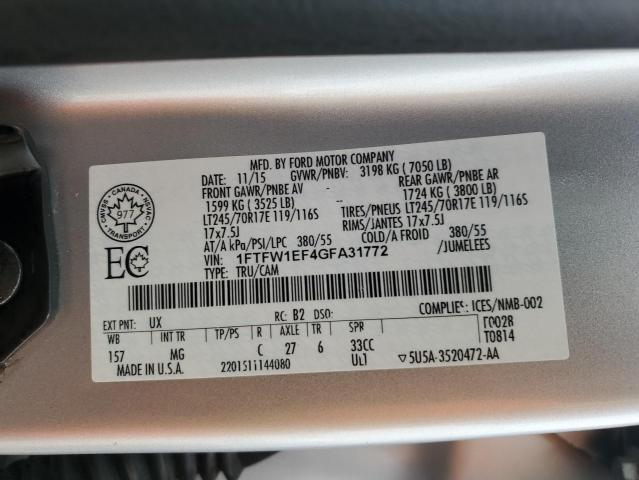 MFD. BY FORD MOTOR COMPANY
DATE: 11/15 GVWR/PNBV: 3198 KG ( 7050 LB)
FRONT GAWR/PNBE AV REAR GAWR/PNBE AR
1599 KG ( 3525 LB) 1724 KG ( 3800 LB)
LT245/70R17E 119/116S TIRES/PNEUS LT245/70R17E 119/116S
17x7.5J RIMS/JANTES 17x7.5J
AT/A kPa/PSI/LPC 380/55 COLD/A FROID 380/55
VIN: 1FTFW1EF4GFA31772 /JUMELEES
TYPE: TRU/CAM
CANADA
977
TRANSPORT
EC
COMPLIES: ICES/NMB-002
EXT PNT: UX RC: B2 DSO:
WB INT TR TP/PS R AXLE TR SPR T0028
157 MG C 27 6 33CC T0814
MADE IN U.S.A. 2201511144080 UL1 5U5A-3520472-AA